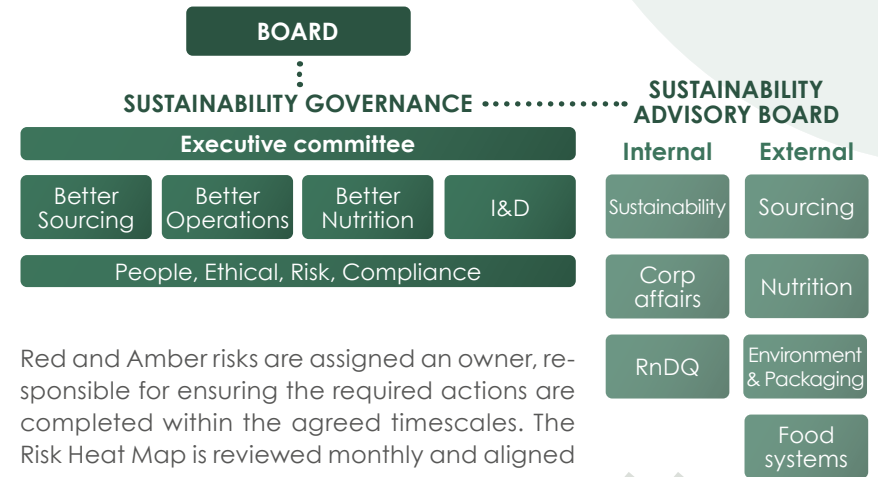 BOARD
SUSTAINABILITY GOVERNANCE
Executive committee
Better
Sourcing
Better
Operations
Better
Nutrition
I&D
People, Ethical, Risk, Compliance
Red and Amber risks are assigned an owner, re-
sponsible for ensuring the required actions are
completed within the agreed timescales. The
Risk Heat Map is reviewed monthly and aligned
SUSTAINABILITY
ADVISORY BOARD
Internal
External
Sustainability
Sourcing
Corp
affairs
Nutrition
RnDQ
Environment
& Packaging
Food
systems